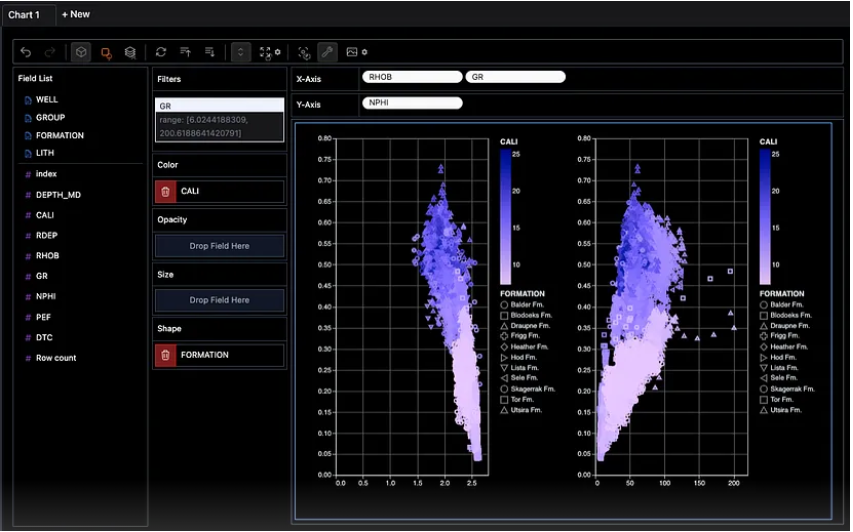 Chart 1
+ New
Field List
WELL
GROUP
FORMATION
LITH
index
DEPTH_MD
CALI
RDEP
RHOB
GR
NPHI
PEF
DTC
Row count
Filters
GR
range: [6.0244188309,
200.6188641420791]
Color
CALI
Opacity
Drop Field Here
Size
Drop Field Here
Shape
FORMATION
X-Axis
RHOB
GR
Y-Axis
NPHI
0.80
0.75
0.70
0.65
0.60
0.55
0.50
0.45
0.40
0.35
0.30
0.25
0.20
0.15
0.10
0.05
0.00
0.0 0.5 1.0 1.5 2.0 2.5
CALI
25
20
15
10
FORMATION
Balder Fm.
Blodoeks Fm.
Draupne Fm.
Frigg Fm.
Heather Fm.
Hod Fm.
Lista Fm.
Sele Fm.
Skagerrak Fm.
Tor Fm.
Utsira Fm.
0.80
0.75
0.70
0.65
0.60
0.55
0.50
0.45
0.40
0.35
0.30
0.25
0.20
0.15
0.10
0.05
0.00
0 50 100 150 200
CALI
25
20
15
10
FORMATION
Balder Fm.
Blodoeks Fm.
Draupne Fm.
Frigg Fm.
Heather Fm.
Hod Fm.
Lista Fm.
Sele Fm.
Skagerrak Fm.
Tor Fm.
Utsira Fm.